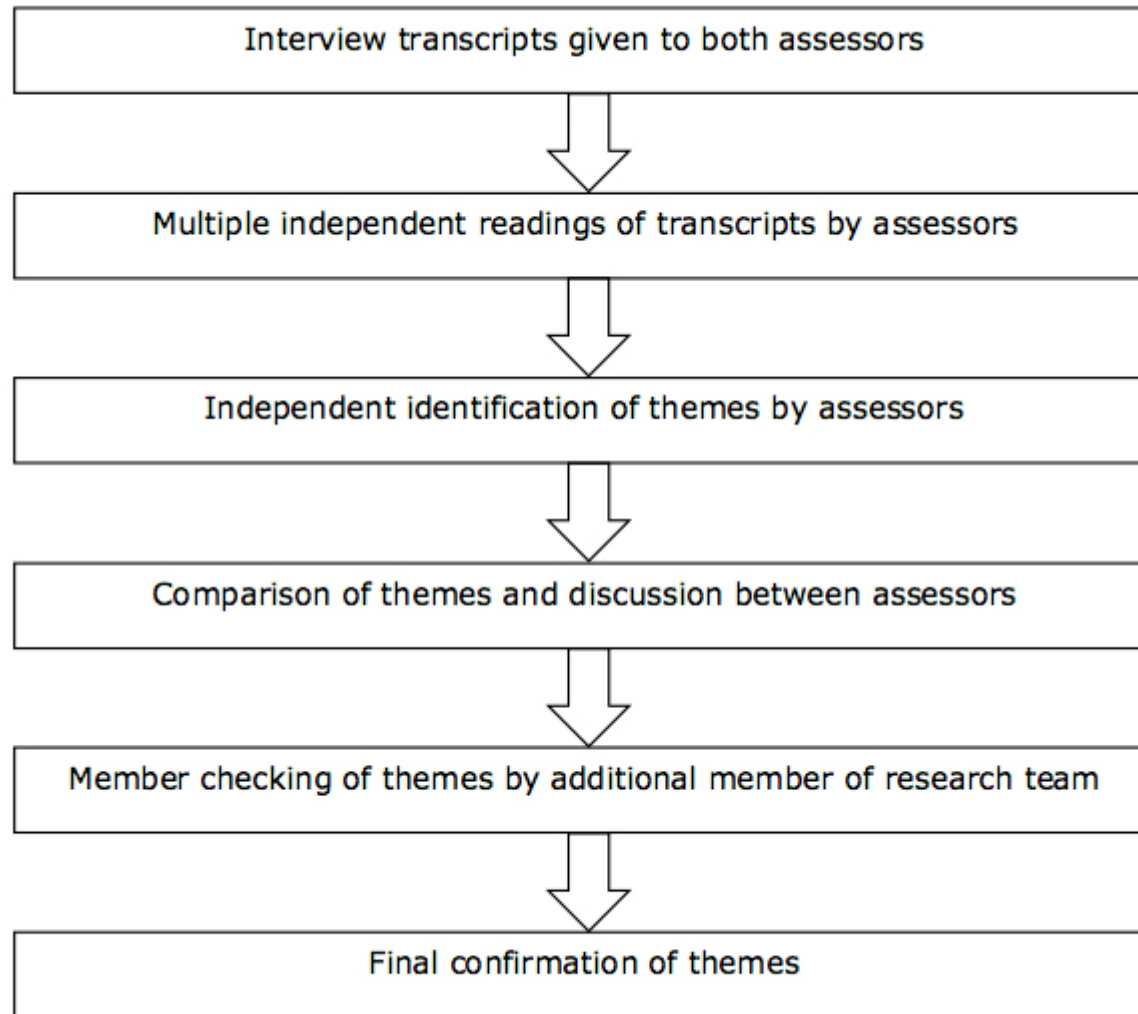 Interview transcripts given to both assessors
Multiple independent readings of transcripts by assessors
Independent identification of themes by assessors
Comparison of themes and discussion between assessors
Member checking of themes by additional member of research team
Final confirmation of themes